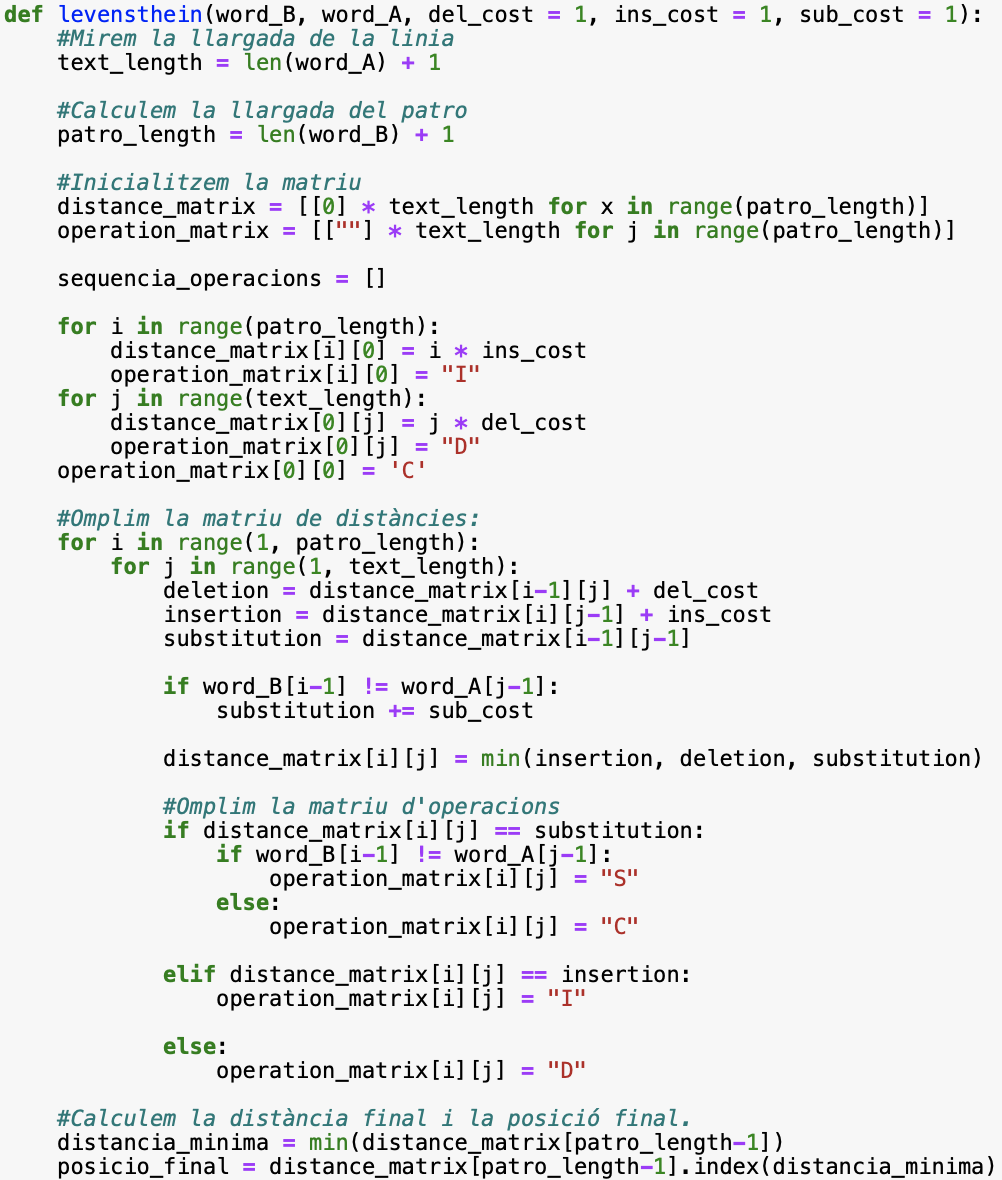 def levensthein(word_B, word_A, del_cost = 1, ins_cost = 1, sub_cost = 1):
    #Mirem la llargada de la linia
    text_length = len(word_A) + 1

    #Calculem la llargada del patro
    patro_length = len(word_B) + 1

    #Inicialitzem la matriu
    distance_matrix = [[0] * text_length for x in range(patro_length)]
    operation_matrix = [[""] * text_length for j in range(patro_length)]

    sequencia_operacions = []

    for i in range(patro_length):
        distance_matrix[i][0] = i * ins_cost
        operation_matrix[i][0] = "I"
    for j in range(text_length):
        distance_matrix[0][j] = j * del_cost
        operation_matrix[0][j] = "D"
    operation_matrix[0][0] = 'C'

    #Omplim la matriu de distàncies:
    for i in range(1, patro_length):
        for j in range(1, text_length):
            deletion = distance_matrix[i-1][j] + del_cost
            insertion = distance_matrix[i][j-1] + ins_cost
            substitution = distance_matrix[i-1][j-1]

            if word_B[i-1] != word_A[j-1]:
                substitution += sub_cost

            distance_matrix[i][j] = min(insertion, deletion, substitution)

            #Omplim la matriu d'operacions
            if distance_matrix[i][j] == substitution:
                if word_B[i-1] != word_A[j-1]:
                    operation_matrix[i][j] = "S"
                else:
                    operation_matrix[i][j] = "C"

            elif distance_matrix[i][j] == insertion:
                operation_matrix[i][j] = "I"

            else:
                operation_matrix[i][j] = "D"

    #Calculem la distància final i la posició final.
    distancia_minima = min(distance_matrix[patro_length-1])
    posicio_final = distance_matrix[patro_length-1].index(distancia_minima)